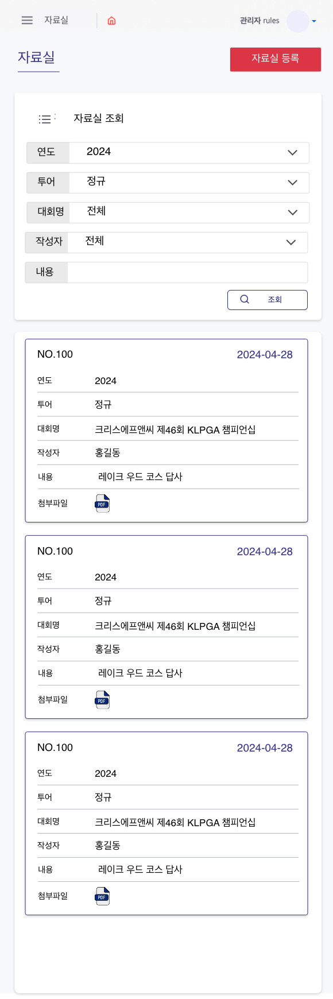 자료실
관리자 rules
자료실
자료실 등록
자료실 조회
연도 2024
투어 정규
대회명 전체
작성자 전체
내용
조회
NO.100 2024-04-28
연도 2024
투어 정규
대회명 크리스에프앤씨 제46회 KLPGA 챔피언십
작성자 홍길동
내용 레이크 우드 코스 답사
첨부파일 PDF
NO.100 2024-04-28
연도 2024
투어 정규
대회명 크리스에프앤씨 제46회 KLPGA 챔피언십
작성자 홍길동
내용 레이크 우드 코스 답사
첨부파일 PDF
NO.100 2024-04-28
연도 2024
투어 정규
대회명 크리스에프앤씨 제46회 KLPGA 챔피언십
작성자 홍길동
내용 레이크 우드 코스 답사
첨부파일 PDF